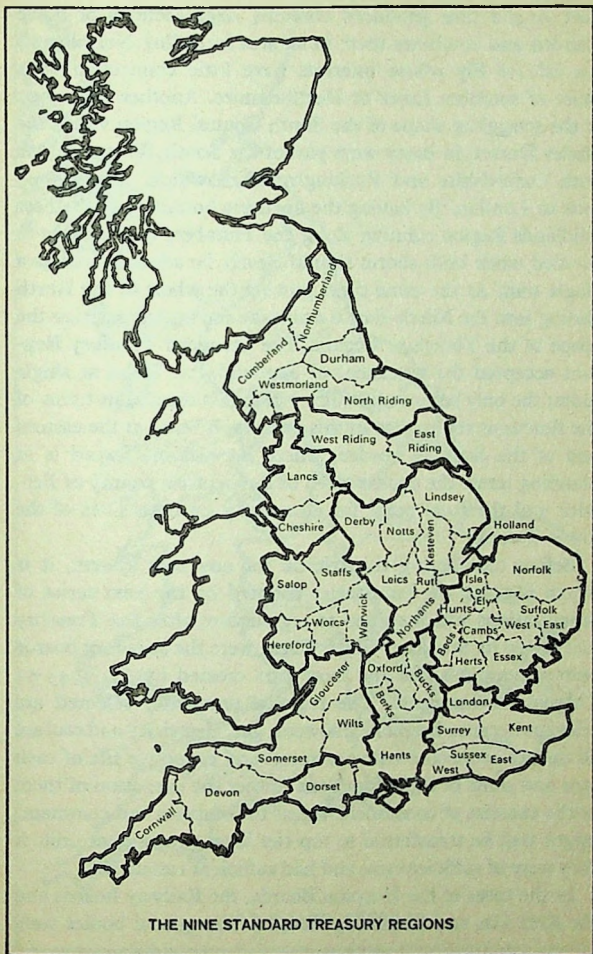 Northumberland
Cumberland
Durham
Westmorland
North Riding
West Riding
East
Riding
Lancs
Lindsey
Cheshire
Derby
Notts
Kesteven
Holland
Salop
Staffs
Leics
Rut
Norfolk
Isle
of
Ely
Northants
Hunts
Cambs
Suffolk
West
East
Worcs
Warwick
Hereford
Beds
Herts
Essex
Gloucester
Oxford
Bucks
Berks
London
Wilts
Surrey
Kent
Somerset
Hants
Sussex
West
East
Devon
Dorset
Cornwall
THE NINE STANDARD TREASURY REGIONS